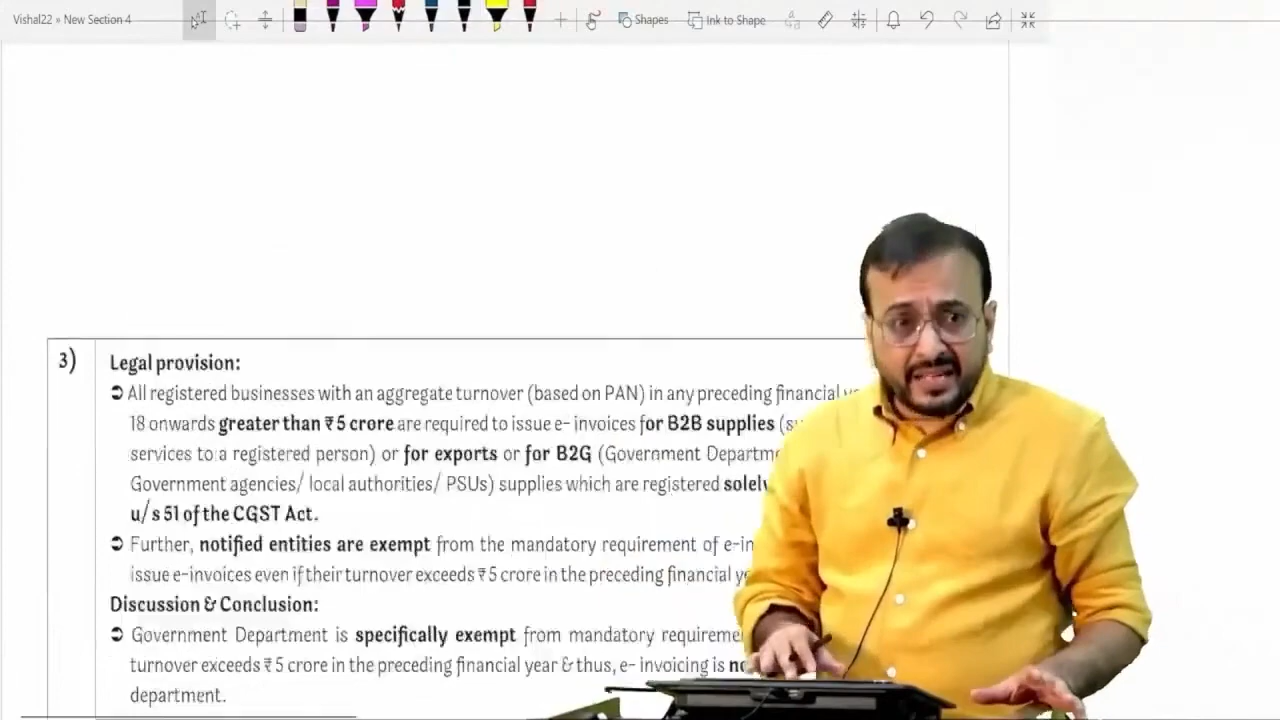 Vishal22 » New Section 4
Shapes
Ink to Shape
3)
Legal provision:
➲ All registered businesses with an aggregate turnover (based on PAN) in any preceding financial
18 onwards greater than ₹ 5 crore are required to issue e- invoices for B2B supplies
services to a registered person) or for exports or for B2G (Government
Government agencies/ local authorities/ PSUs) supplies which are registered solely
u/s 51 of the CGST Act.
➲ Further, notified entities are exempt from the mandatory requirement of
issue e-invoices even if their turnover exceeds ₹ 5 crore in the preceding financial
Discussion & Conclusion:
➲ Government Department is specifically exempt from mandatory
turnover exceeds ₹ 5 crore in the preceding financial year & thus, e- invoicing is
department.